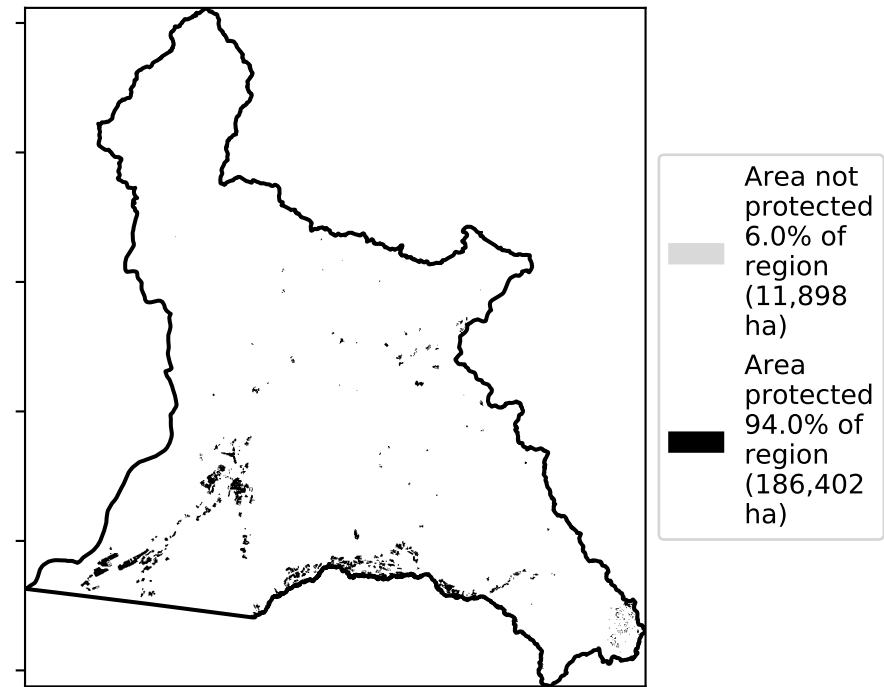 Area not
protected
6.0% of
region
(11,898
ha)
Area
protected
94.0% of
region
(186,402
ha)